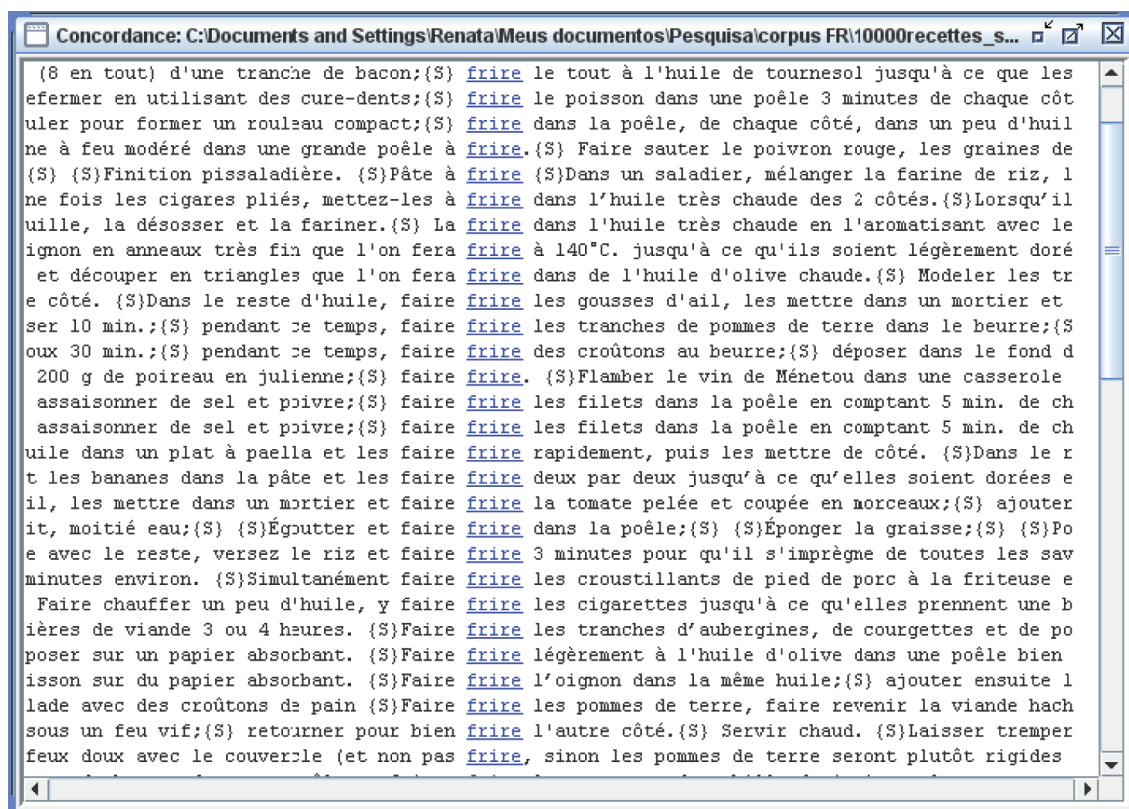 Concordance: C:\Documents and Settings\Renata\Meus documentos\Pesquisa\corpus FR\10000recettes_s...
(8 en tout) d'une tranche de bacon;{S} frire le tout à l'huile de tournesol jusqu'à ce que les
efermer en utilisant des cure-dents;{S} frire le poisson dans une poêle 3 minutes de chaque côt
uler pour former un rouleau compact;{S} frire dans la poêle, de chaque côté, dans un peu d'huil
ne à feu modéré dans une grande poêle à frire.{S} Faire sauter le poivron rouge, les graines de
{S} {S}Finition pissaladière. {S}Pâte à frire {S}Dans un saladier, mélanger la farine de riz, l
ne fois les cigares pliés, mettez-les à frire dans l’huile très chaude des 2 côtés.{S}Lorsqu’il
uille, la désosser et la fariner.{S} La frire dans l'huile très chaude en l'aromatisant avec le
ignon en anneaux très fin que l'on fera frire à 140°C. jusqu'à ce qu'ils soient légèrement doré
et découper en triangles que l'on fera frire dans de l'huile d'olive chaude.{S} Modeler les tr
e côté. {S}Dans le reste d'huile, faire frire les gousses d'ail, les mettre dans un mortier et
ser 10 min.;{S} pendant ce temps, faire frire les tranches de pommes de terre dans le beurre;{S
oux 30 min.;{S} pendant ce temps, faire frire des croûtons au beurre;{S} déposer dans le fond d
200 g de poireau en julienne;{S} faire frire. {S}Flamber le vin de Ménetou dans une casserole
assaisonner de sel et poivre;{S} faire frire les filets dans la poêle en comptant 5 min. de ch
assaisonner de sel et poivre;{S} faire frire les filets dans la poêle en comptant 5 min. de ch
uile dans un plat à paella et les faire frire rapidement, puis les mettre de côté. {S}Dans le r
t les bananes dans la pâte et les faire frire deux par deux jusqu’à ce qu’elles soient dorées e
il, les mettre dans un mortier et faire frire la tomate pelée et coupée en morceaux;{S} ajouter
it, moitié eau;{S} {S}Égoutter et faire frire dans la poêle;{S} {S}Éponger la graisse;{S} {S}Po
e avec le reste, versez le riz et faire frire 3 minutes pour qu'il s'imprègne de toutes les sav
minutes environ. {S}Simultanément faire frire les croustillants de pied de porc à la friteuse e
Faire chauffer un peu d'huile, y faire frire les cigarettes jusqu'à ce qu'elles prennent une b
ières de viande 3 ou 4 heures. {S}Faire frire les tranches d’aubergines, de courgettes et de po
poser sur un papier absorbant. {S}Faire frire légèrement à l'huile d'olive dans une poêle bien
isson sur du papier absorbant. {S}Faire frire l’oignon dans la même huile;{S} ajouter ensuite l
lade avec des croûtons de pain {S}Faire frire les pommes de terre, faire revenir la viande hach
sous un feu vif;{S} retourner pour bien frire l'autre côté.{S} Servir chaud. {S}Laisser tremper
feux doux avec le couvercle (et non pas frire, sinon les pommes de terre seront plutôt rigides